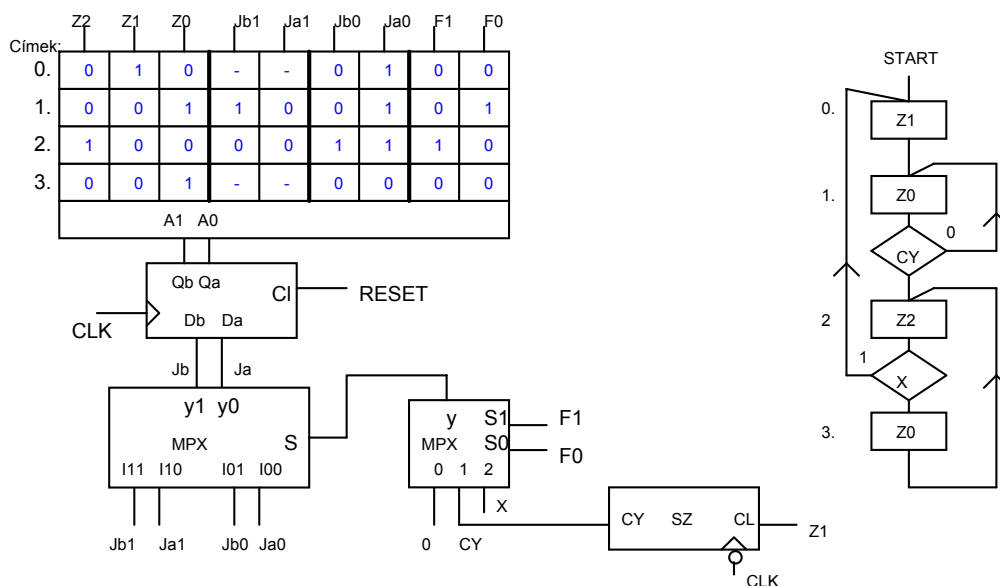 Z2 Z1 Z0 Jb1 Ja1 Jb0 Ja0 F1 F0
Címek:
0. 0 1 0 - - 0 1 0 0
1. 0 0 1 1 0 0 1 0 1
2. 1 0 0 0 0 1 1 1 0
3. 0 0 1 - - 0 0 0 0
A1 A0
Qb Qa
Cl RESET
CLK
Db Da
Jb Ja
y1 y0
MPX S
I11 I10 I01 I00
Jb1 Ja1 Jb0 Ja0
y S1 F1
MPX S0 F0
0 1 2
X
0 CY
CY SZ CL Z1
CLK
START
0. Z1
1. Z0
0
CY
2 Z2
1
X
3. Z0